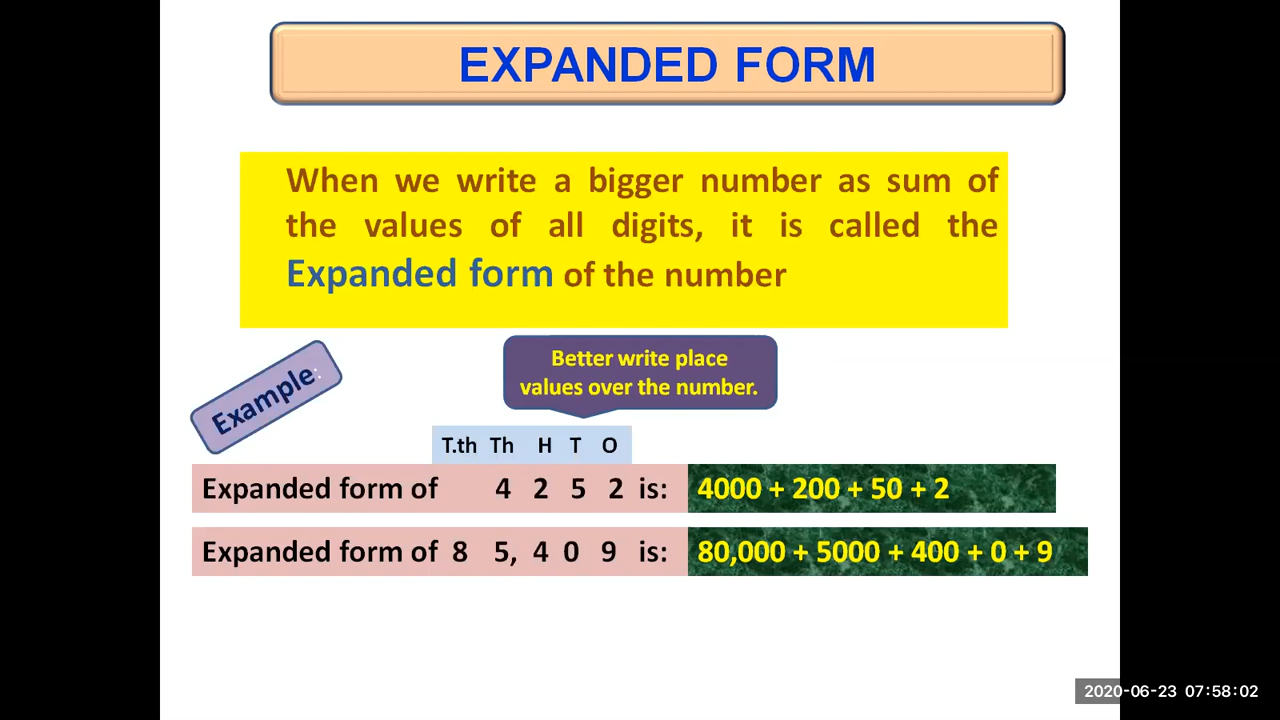 EXPANDED FORM
When we write a bigger number as sum of
the values of all digits, it is called the
Expanded form of the number
Example:
Better write place
values over the number.
T.th Th H T O
Expanded form of 4 2 5 2 is: 4000 + 200 + 50 + 2
Expanded form of 8 5, 4 0 9 is: 80,000 + 5000 + 400 + 0 + 9
2020-06-23 07:58:02